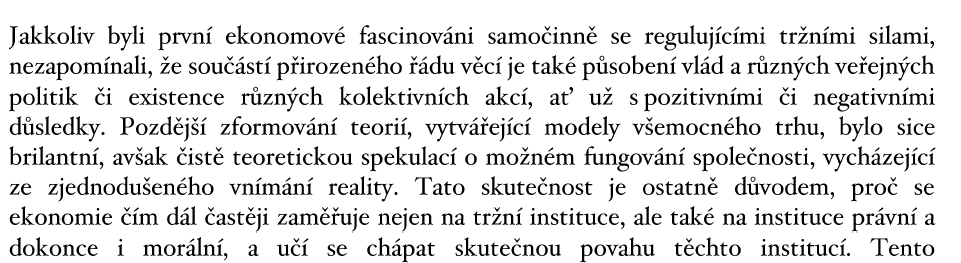 Jakkoliv byli první ekonomové fascinováni samočinně se regulujícími tržními silami,
nezapomínali, že součástí přirozeného řádu věcí je také působení vlád a různých veřejných
politik či existence různých kolektivních akcí, ať už s pozitivními či negativními
důsledky. Pozdější zformování teorií, vytvářející modely všemocného trhu, bylo sice
brilantní, avšak čistě teoretickou spekulací o možném fungování společnosti, vycházející
ze zjednodušeného vnímání reality. Tato skutečnost je ostatně důvodem, proč se
ekonomie čím dál častěji zaměřuje nejen na tržní instituce, ale také na instituce právní a
dokonce i morální, a učí se chápat skutečnou povahu těchto institucí. Tento